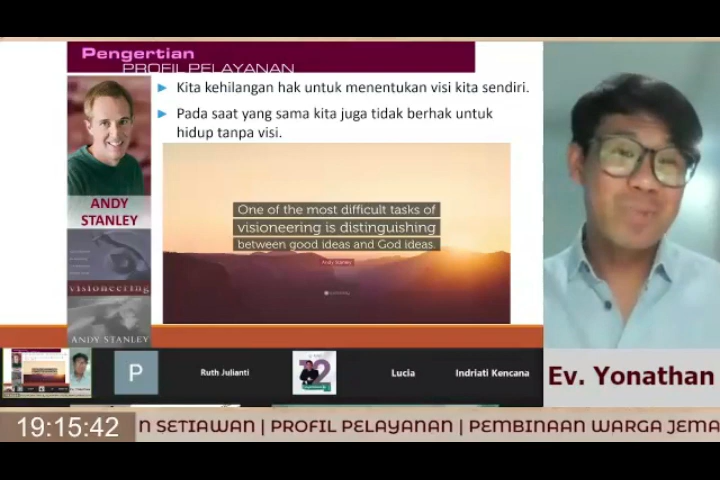 Pengertian
PROFIL PELAYANAN
Kita kehilangan hak untuk menentukan visi kita sendiri.
Pada saat yang sama kita juga tidak berhak untuk
hidup tanpa visi.
ANDY
STANLEY
One of the most difficult tasks of
visioneering is distinguishing
between good ideas and God ideas.
Andy Stanley
visioneering
ANDY STANLEY
P
Ruth Julianti
Lucia
Indriati Kencana
Ev. Yonathan
19:15:42
N SETIAWAN | PROFIL PELAYANAN | PEMBINAAN WARGA JEMA